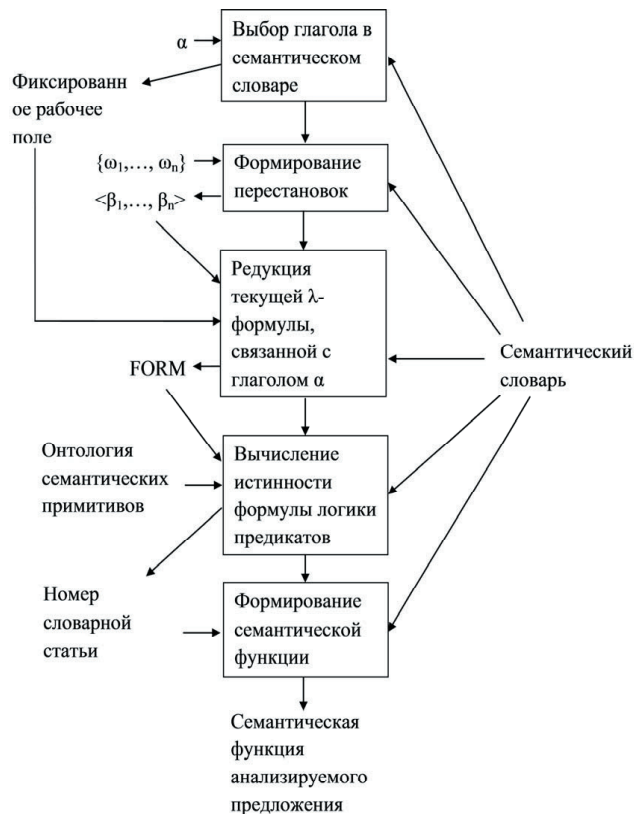 Выбор глагола в
семантическом
словаре
α
Фиксированн
ое рабочее
поле
{ω₁,…, ωₙ}
<β₁,…, βₙ>
Формирование
перестановок
Редукция
текущей λ-
формулы,
связанной с
глаголом α
FORM
Семантический
словарь
Онтология
семантических
примитивов
Вычисление
истинности
формулы логики
предикатов
Номер
словарной
статьи
Формирование
семантической
функции
Семантическая
функция
анализируемого
предложения